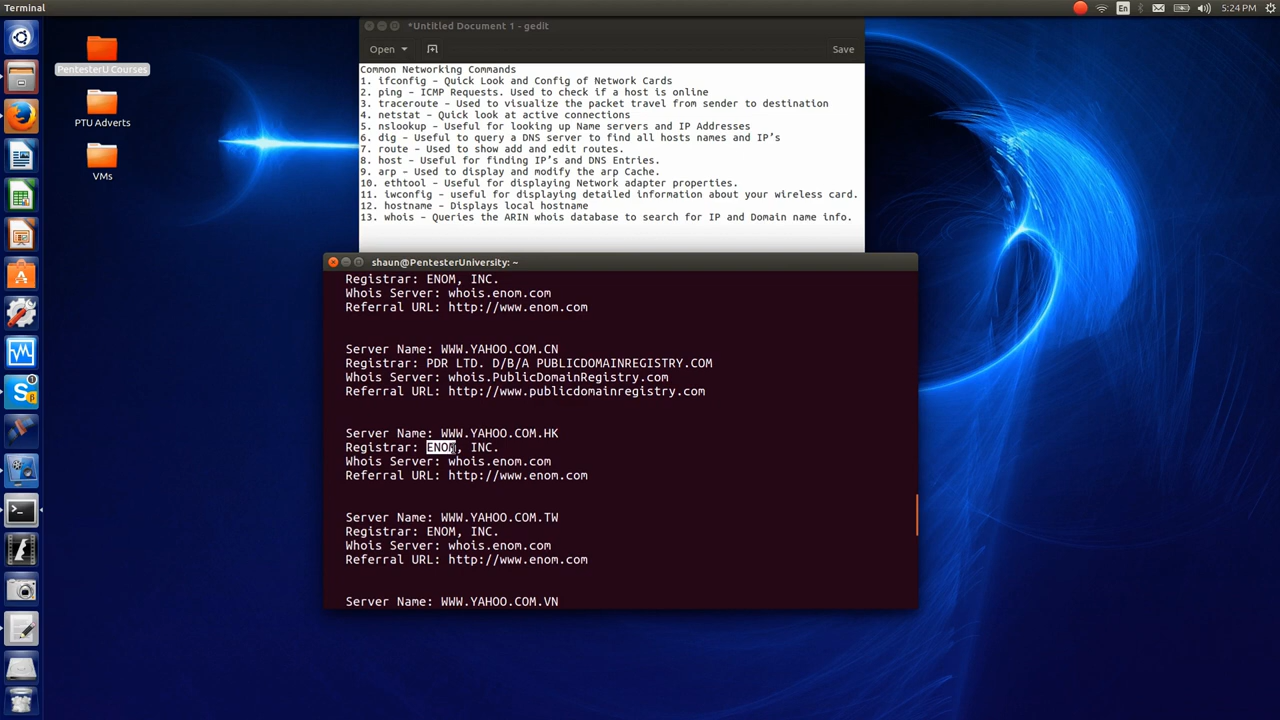 Terminal
En
5:24 PM
*Untitled Document 1 - gedit
Open
Save
PentesterU Courses
PTU Adverts
VMs
Common Networking Commands
1. ifconfig – Quick Look and Config of Network Cards
2. ping – ICMP Requests. Used to check if a host is online
3. traceroute – Used to visualize the packet travel from sender to destination
4. netstat – Quick look at active connections
5. nslookup – Useful for looking up Name servers and IP Addresses
6. dig – Useful to query a DNS server to find all hosts names and IP’s
7. route – Used to show add and edit routes.
8. host – Useful for finding IP’s and DNS Entries.
9. arp – Used to display and modify the arp Cache.
10. ethtool – Useful for displaying Network adapter properties.
11. iwconfig – useful for displaying detailed information about your wireless card.
12. hostname – Displays local hostname
13. whois – Queries the ARIN whois database to search for IP and Domain name info.
shaun@PentesterUniversity: ~
Registrar: ENOM, INC.
Whois Server: whois.enom.com
Referral URL: http://www.enom.com
Server Name: WWW.YAHOO.COM.CN
Registrar: PDR LTD. D/B/A PUBLICDOMAINREGISTRY.COM
Whois Server: whois.PublicDomainRegistry.com
Referral URL: http://www.publicdomainregistry.com
Server Name: WWW.YAHOO.COM.HK
Registrar: ENOM, INC.
Whois Server: whois.enom.com
Referral URL: http://www.enom.com
Server Name: WWW.YAHOO.COM.TW
Registrar: ENOM, INC.
Whois Server: whois.enom.com
Referral URL: http://www.enom.com
Server Name: WWW.YAHOO.COM.VN